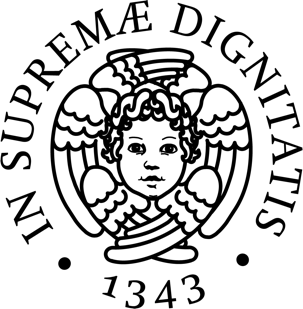 IN SUPREMÆ DIGNITATIS
1343